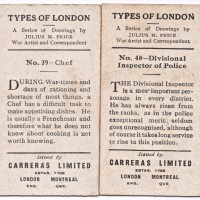 TYPES OF LONDON
A Series of Drawings by
JULIUS M. PRICE
War Artist and Correspondent
No. 39—Chef
DURING War-times and
days of rationing and
shortness of most things, a
Chef has a difficult task to
make appetising dishes. He
is usually a Frenchman and
therefore what he does not
know about cooking is not
worth knowing.
Issued by
CARRERAS LIMITED
ESTAB. 1788
LONDON MONTREAL
ENG. QUE.
TYPES OF LONDON
A Series of Drawings by
JULIUS M. PRICE
War Artist and Correspondent
No. 40—Divisional
Inspector of Police
THE Divisional Inspector
is a most important per-
sonage in every district.
He has always risen from
the ranks, as in the police
exceptional merit seldom
goes unrecognised, although
of course it takes long service
to rise to this position.
Issued by
CARRERAS LIMITED
ESTAB. 1788
LONDON MONTREAL
ENG. QUE.